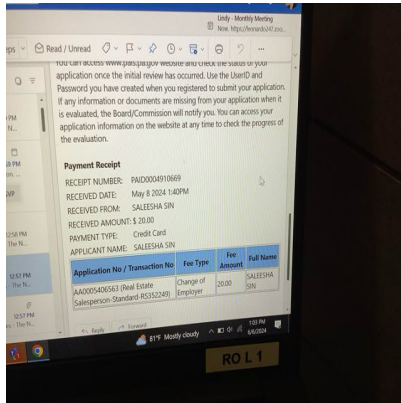 Lindy - Monthly Meeting
Now, https://leonardo247.zoo...
eps
Read / Unread
You can access www.pals.pa.gov website and check the status of your
application once the initial review has occurred. Use the UserID and
Password you have created when you registered to submit your application.
If any information or documents are missing from your application when it
is evaluated, the Board/Commission will notify you. You can access your
application information on the website at any time to check the progress of
the evaluation.
PM
N...
PM
SVP
12:58 PM
The N...
12:57 PM
The N...
12:57 PM
The N...
Payment Receipt
RECEIPT NUMBER: PAID0004910669
RECEIVED DATE: May 8 2024 1:40PM
RECEIVED FROM: SALEESHA SIN
RECEIVED AMOUNT: $ 20.00
PAYMENT TYPE: Credit Card
APPLICANT NAME: SALEESHA SIN
Application No / Transaction No Fee Type Fee Amount Full Name
AA0005406563 (Real Estate Salesperson-Standard-RS352249) Change of Employer 20.00 SALEESHA SIN
Reply Forward
81°F Mostly cloudy
1:03 PM
6/6/2024
RO L 1